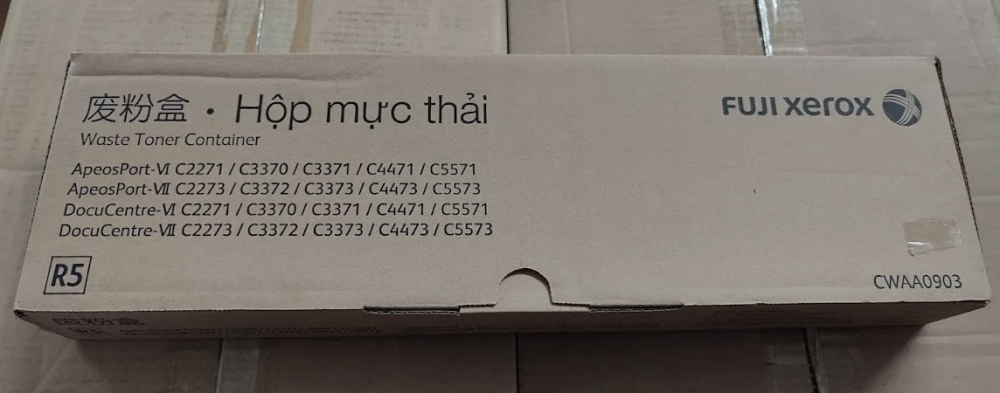 废粉盒 · Hộp mực thải
Waste Toner Container
FUJI xerox
ApeosPort-VI C2271 / C3370 / C3371 / C4471 / C5571
ApeosPort-VII C2273 / C3372 / C3373 / C4473 / C5573
DocuCentre-VI C2271 / C3370 / C3371 / C4471 / C5571
DocuCentre-VII C2273 / C3372 / C3373 / C4473 / C5573
R5
CWAA0903
废粉盒
R5